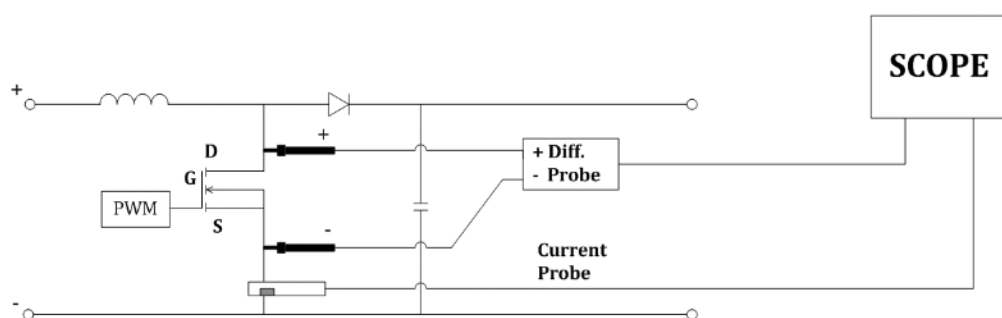 SCOPE
+
+
D
+ Diff.
- Probe
G
PWM
S
-
Current
Probe
-